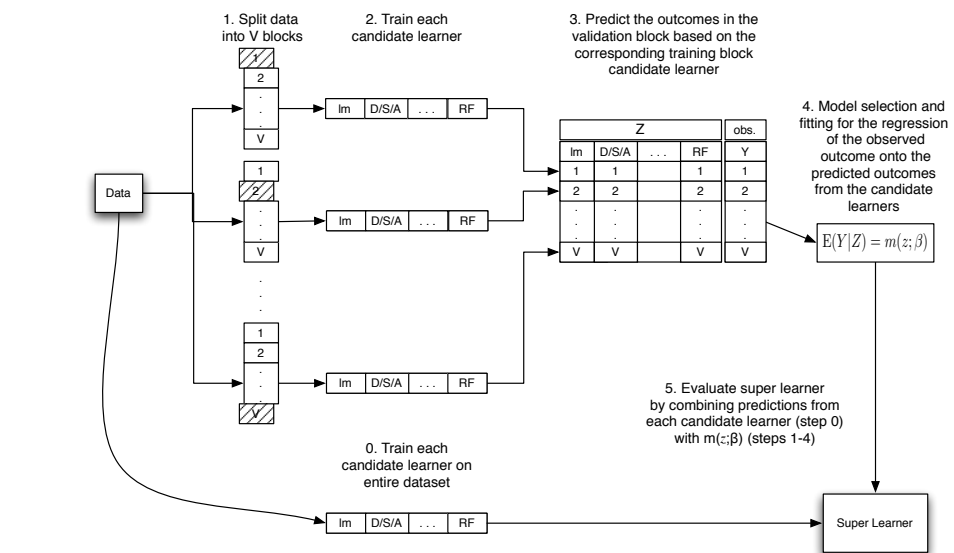 1. Split data
into V blocks
2. Train each
candidate learner
3. Predict the outcomes in the
validation block based on the
corresponding training block
candidate learner
4. Model selection and
fitting for the regression
of the observed
outcome onto the
predicted outcomes
from the candidate
learners
Data
1
2
.
.
.
V
lm D/S/A . . . RF
1
2
.
.
.
V
lm D/S/A . . . RF
.
.
.
1
2
.
.
.
V
lm D/S/A . . . RF
Z obs.
lm D/S/A . . . RF Y
1 1 1 1
2 2 2 2
. . . .
. . . .
. . . .
V V V V
E(Y|Z) = m(z; β)
5. Evaluate super learner
by combining predictions from
each candidate learner (step 0)
with m(z;β) (steps 1-4)
0. Train each
candidate learner on
entire dataset
lm D/S/A . . . RF
Super Learner